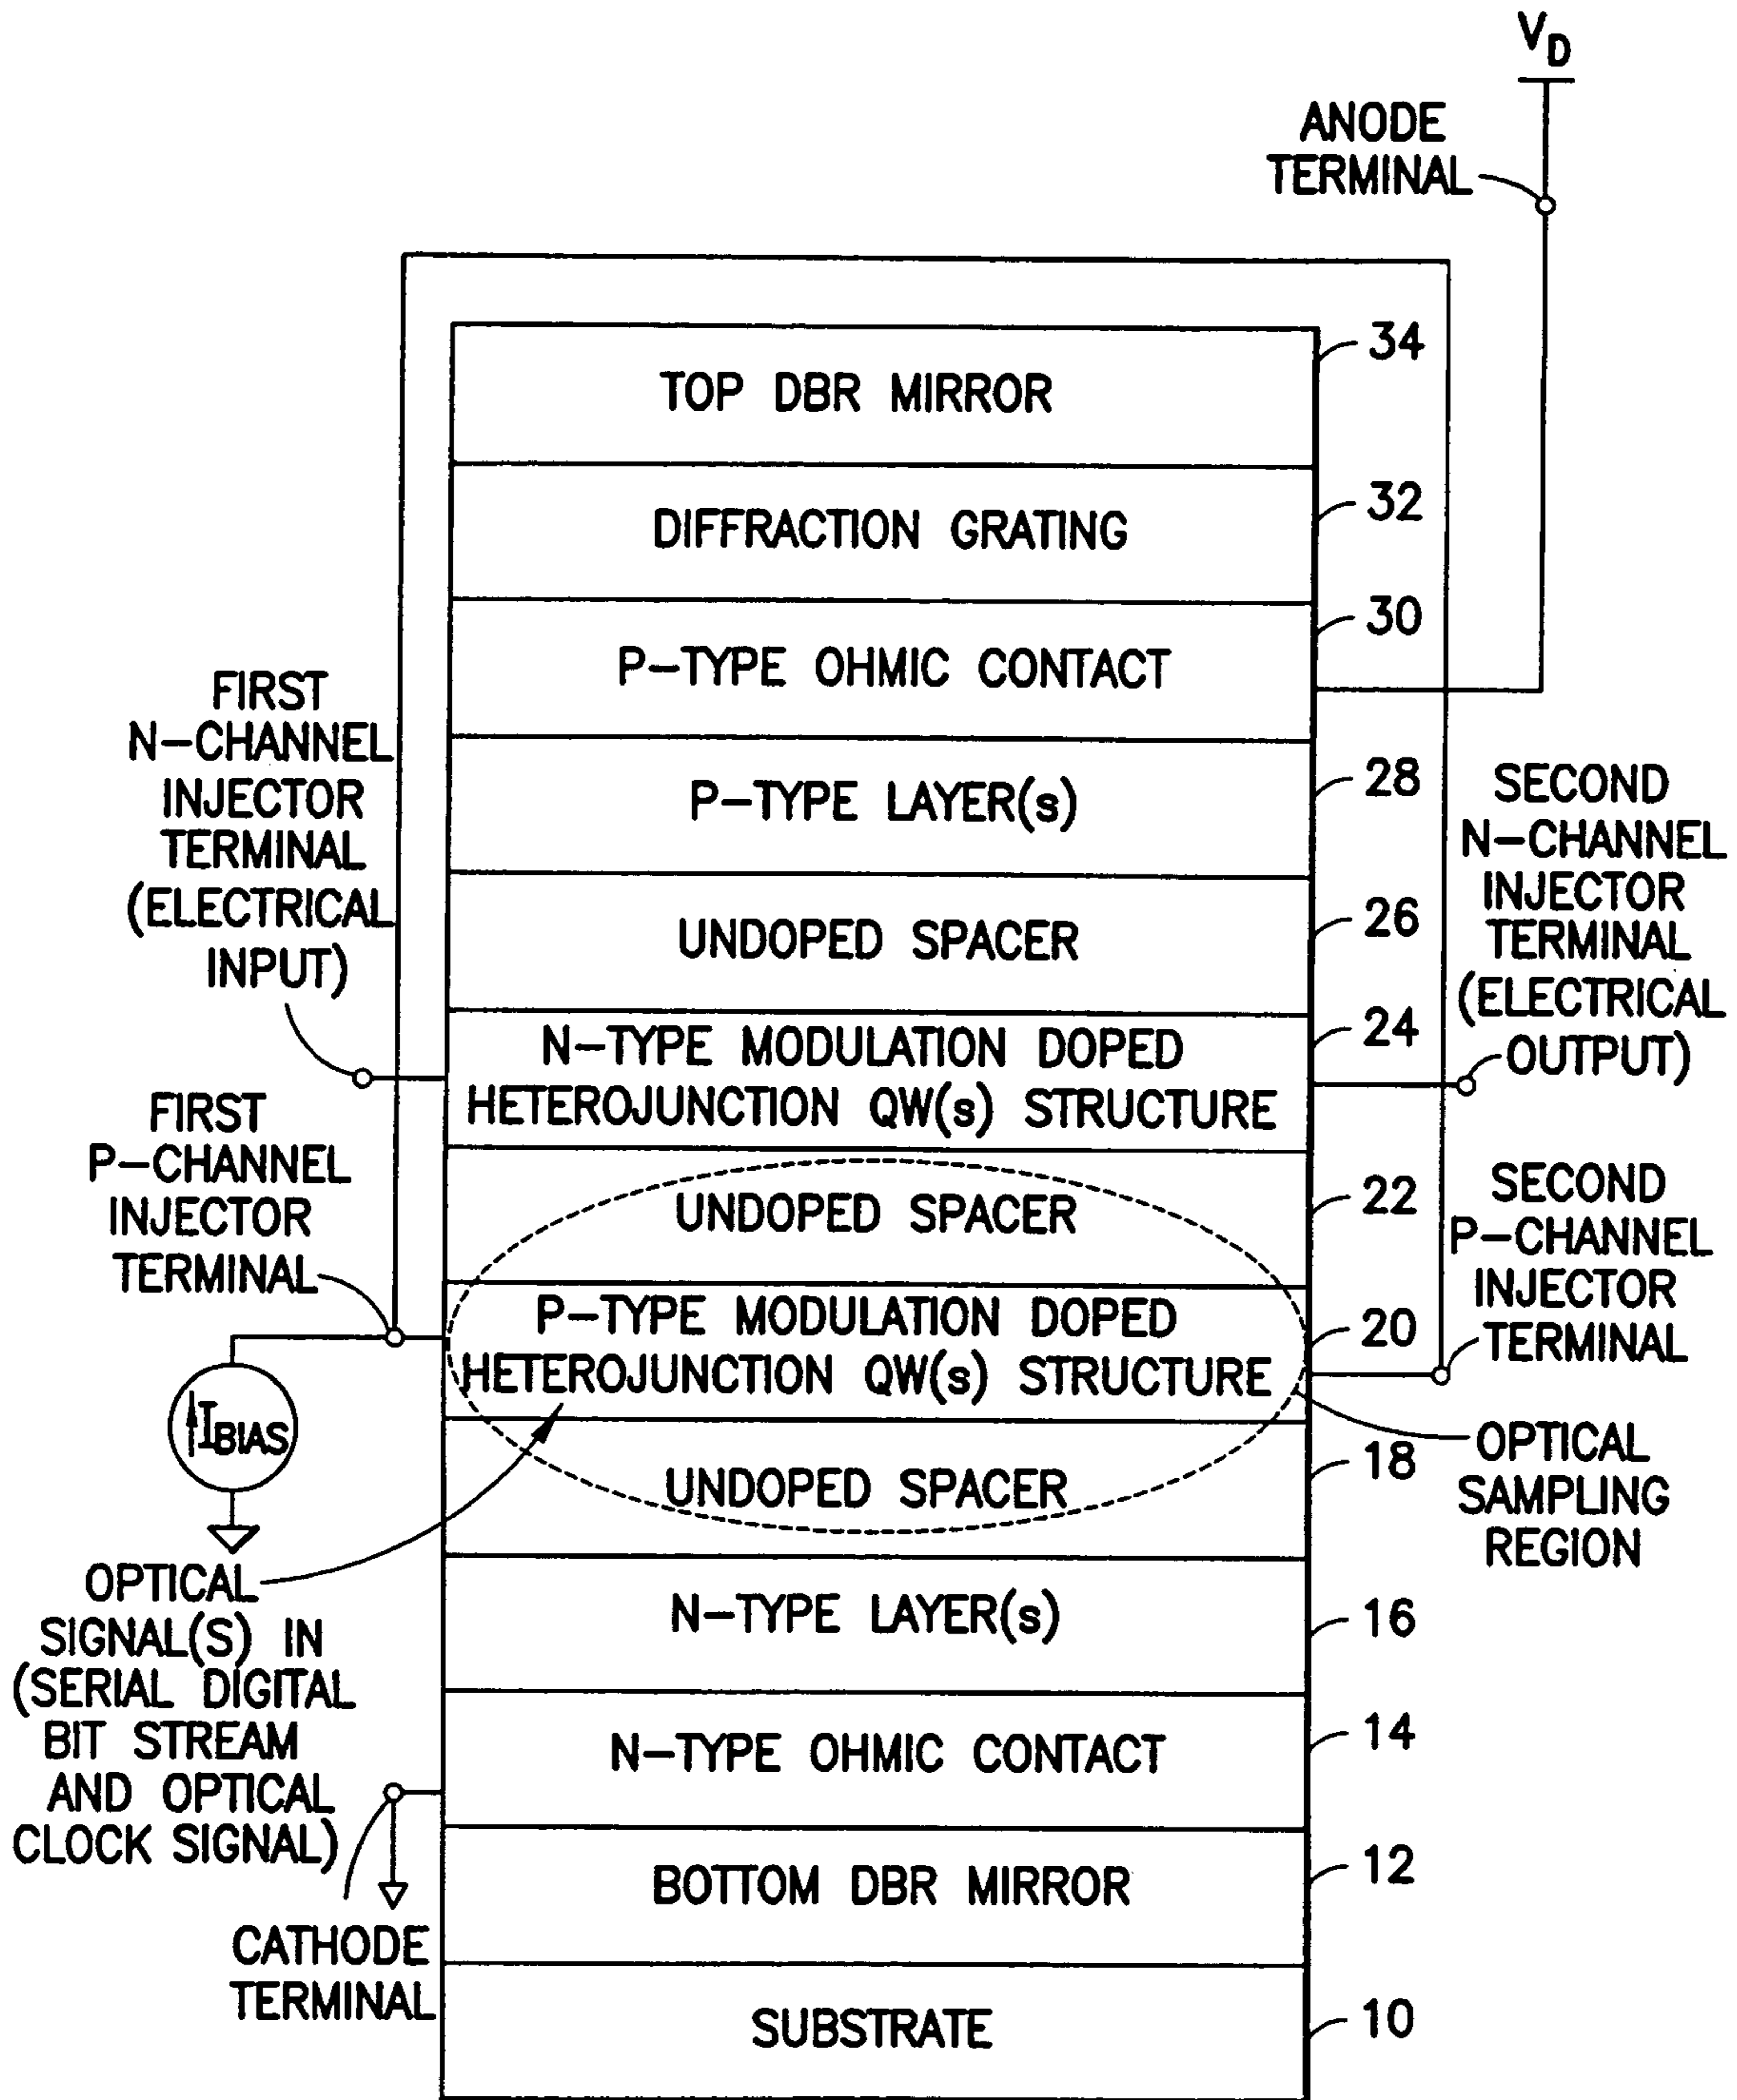 V_D
ANODE
TERMINAL
34
TOP DBR MIRROR
32
DIFFRACTION GRATING
30
P-TYPE OHMIC CONTACT
FIRST
N-CHANNEL
INJECTOR
TERMINAL
(ELECTRICAL
INPUT)
28
P-TYPE LAYER(s)
SECOND
N-CHANNEL
INJECTOR
TERMINAL
(ELECTRICAL
OUTPUT)
26
UNDOPED SPACER
24
N-TYPE MODULATION DOPED
HETEROJUNCTION QW(s) STRUCTURE
FIRST
P-CHANNEL
INJECTOR
TERMINAL
22
UNDOPED SPACER
SECOND
P-CHANNEL
INJECTOR
TERMINAL
20
P-TYPE MODULATION DOPED
HETEROJUNCTION QW(s) STRUCTURE
I_BIAS
OPTICAL
SAMPLING
REGION
18
UNDOPED SPACER
OPTICAL
SIGNAL(S) IN
(SERIAL DIGITAL
BIT STREAM
AND OPTICAL
CLOCK SIGNAL)
16
N-TYPE LAYER(s)
14
N-TYPE OHMIC CONTACT
12
BOTTOM DBR MIRROR
CATHODE
TERMINAL
10
SUBSTRATE